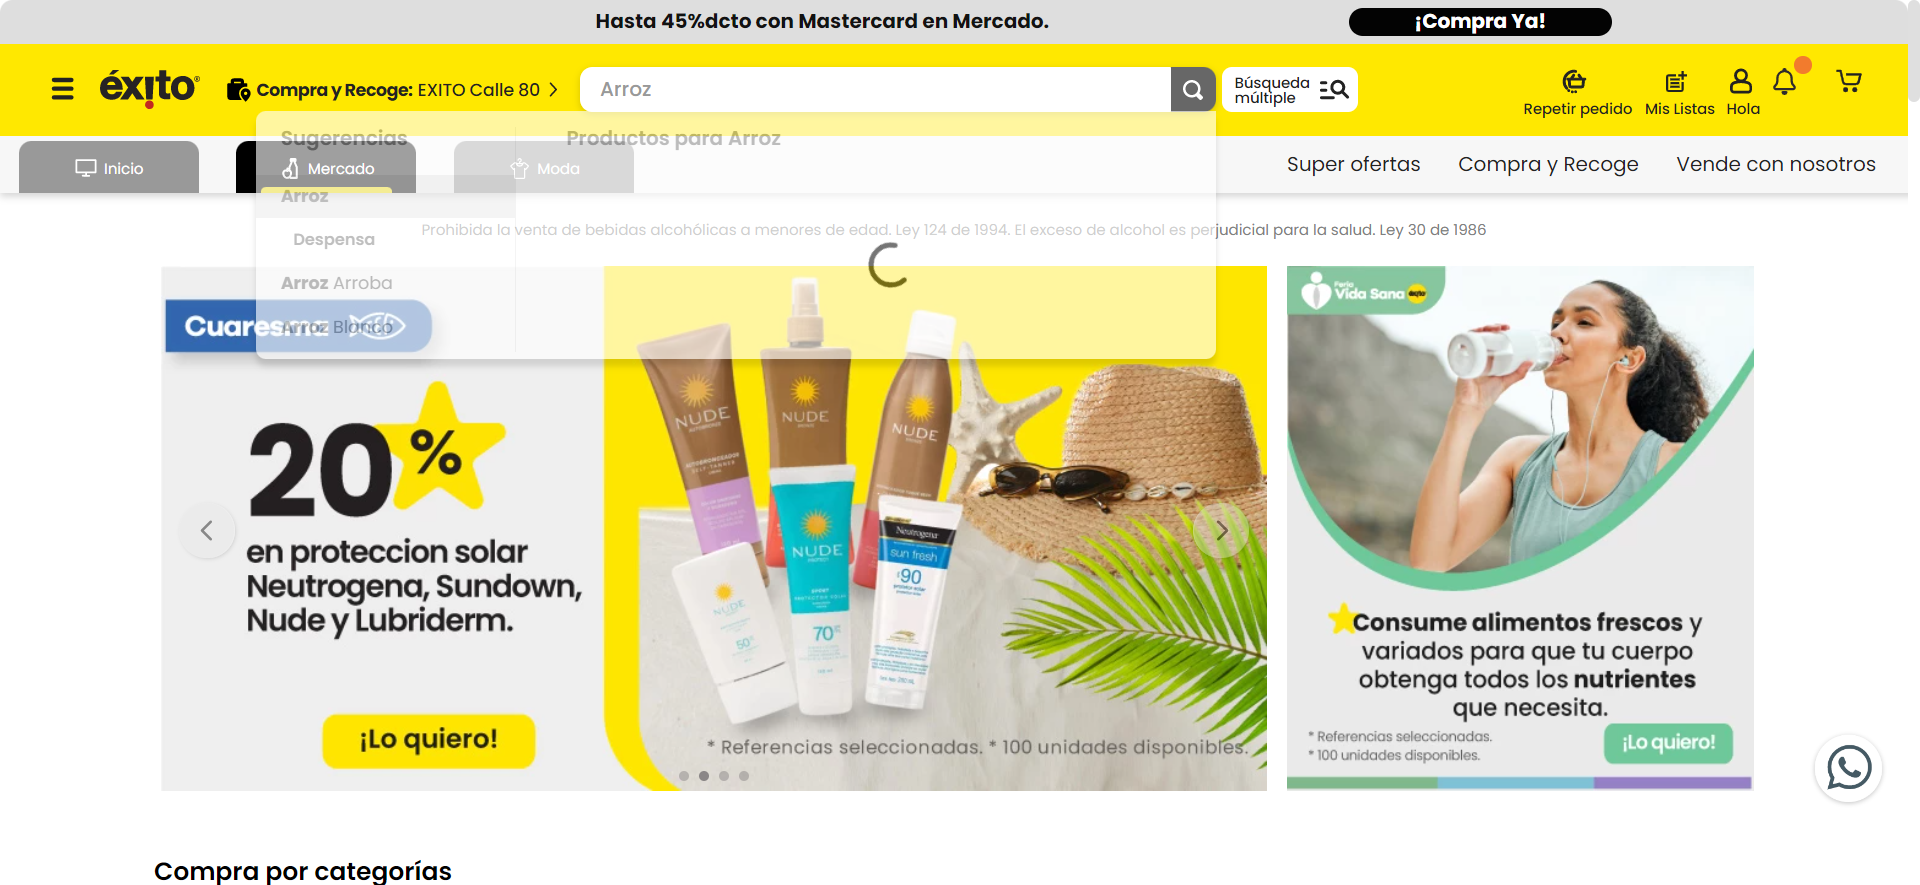 Hasta 45%dcto con Mastercard en Mercado.
¡Compra Ya!
éxito
Compra y Recoge: EXITO Calle 80
Arroz
Búsqueda
múltiple
Repetir pedido
Mis Listas
Hola
Sugerencias
Productos para Arroz
Inicio
Mercado
Moda
Super ofertas
Compra y Recoge
Vende con nosotros
Arroz
Despensa
Arroz Arroba
Arroz Blanco
Prohibida la venta de bebidas alcohólicas a menores de edad. Ley 124 de 1994. El exceso de alcohol es perjudicial para la salud. Ley 30 de 1986
Cuaresma
20%
en proteccion solar
Neutrogena, Sundown,
Nude y Lubriderm.
¡Lo quiero!
NUDE
NUDE
NUDE
NUDE
NUDE
70
50
Neutrogena
sun fresh
90
* Referencias seleccionadas. * 100 unidades disponibles.
Feria
Vida Sana
éxito
Consume alimentos frescos y
variados para que tu cuerpo
obtenga todos los nutrientes
que necesita.
* Referencias seleccionadas.
* 100 unidades disponibles.
¡Lo quiero!
Compra por categorías